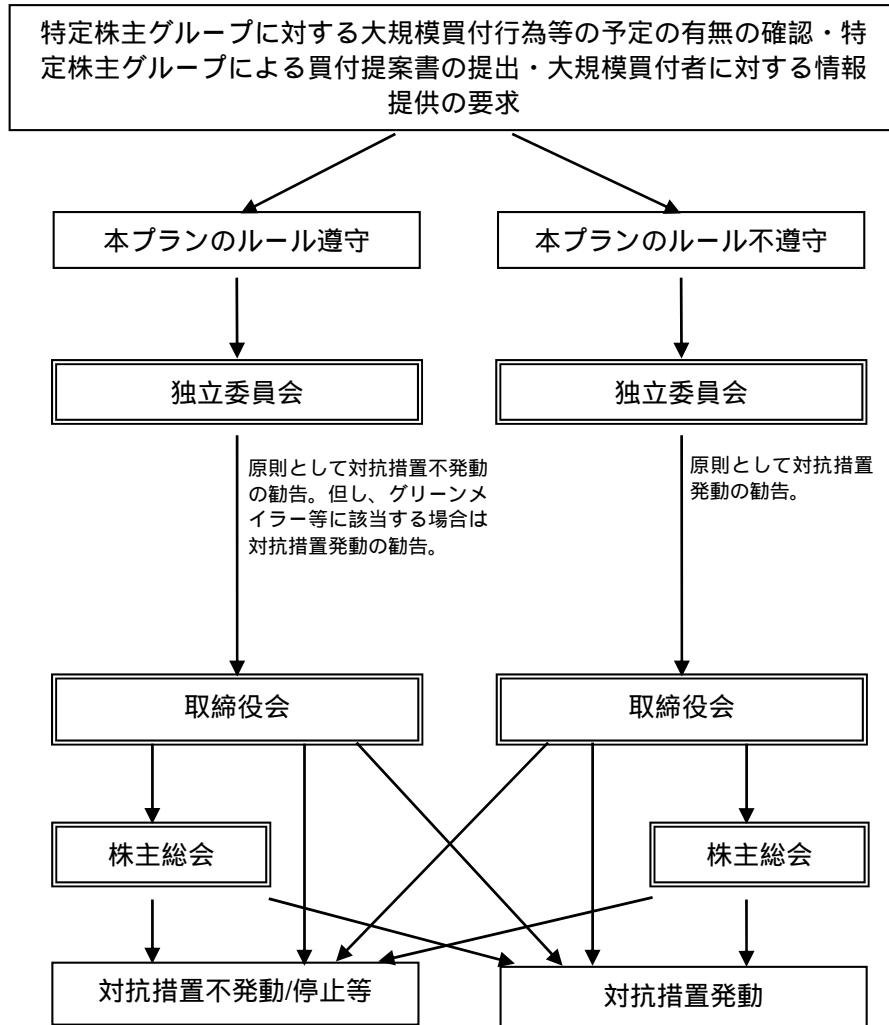 特定株主グループに対する大規模買付行為等の予定の有無の確認・特
定株主グループによる買付提案書の提出・大規模買付者に対する情報
提供の要求
本プランのルール遵守
本プランのルール不遵守
独立委員会
独立委員会
原則として対抗措置不発動
の勧告。但し、グリーンメ
イラー等に該当する場合は
対抗措置発動の勧告。
原則として対抗措置
発動の勧告。
取締役会
取締役会
株主総会
株主総会
対抗措置不発動/停止等
対抗措置発動